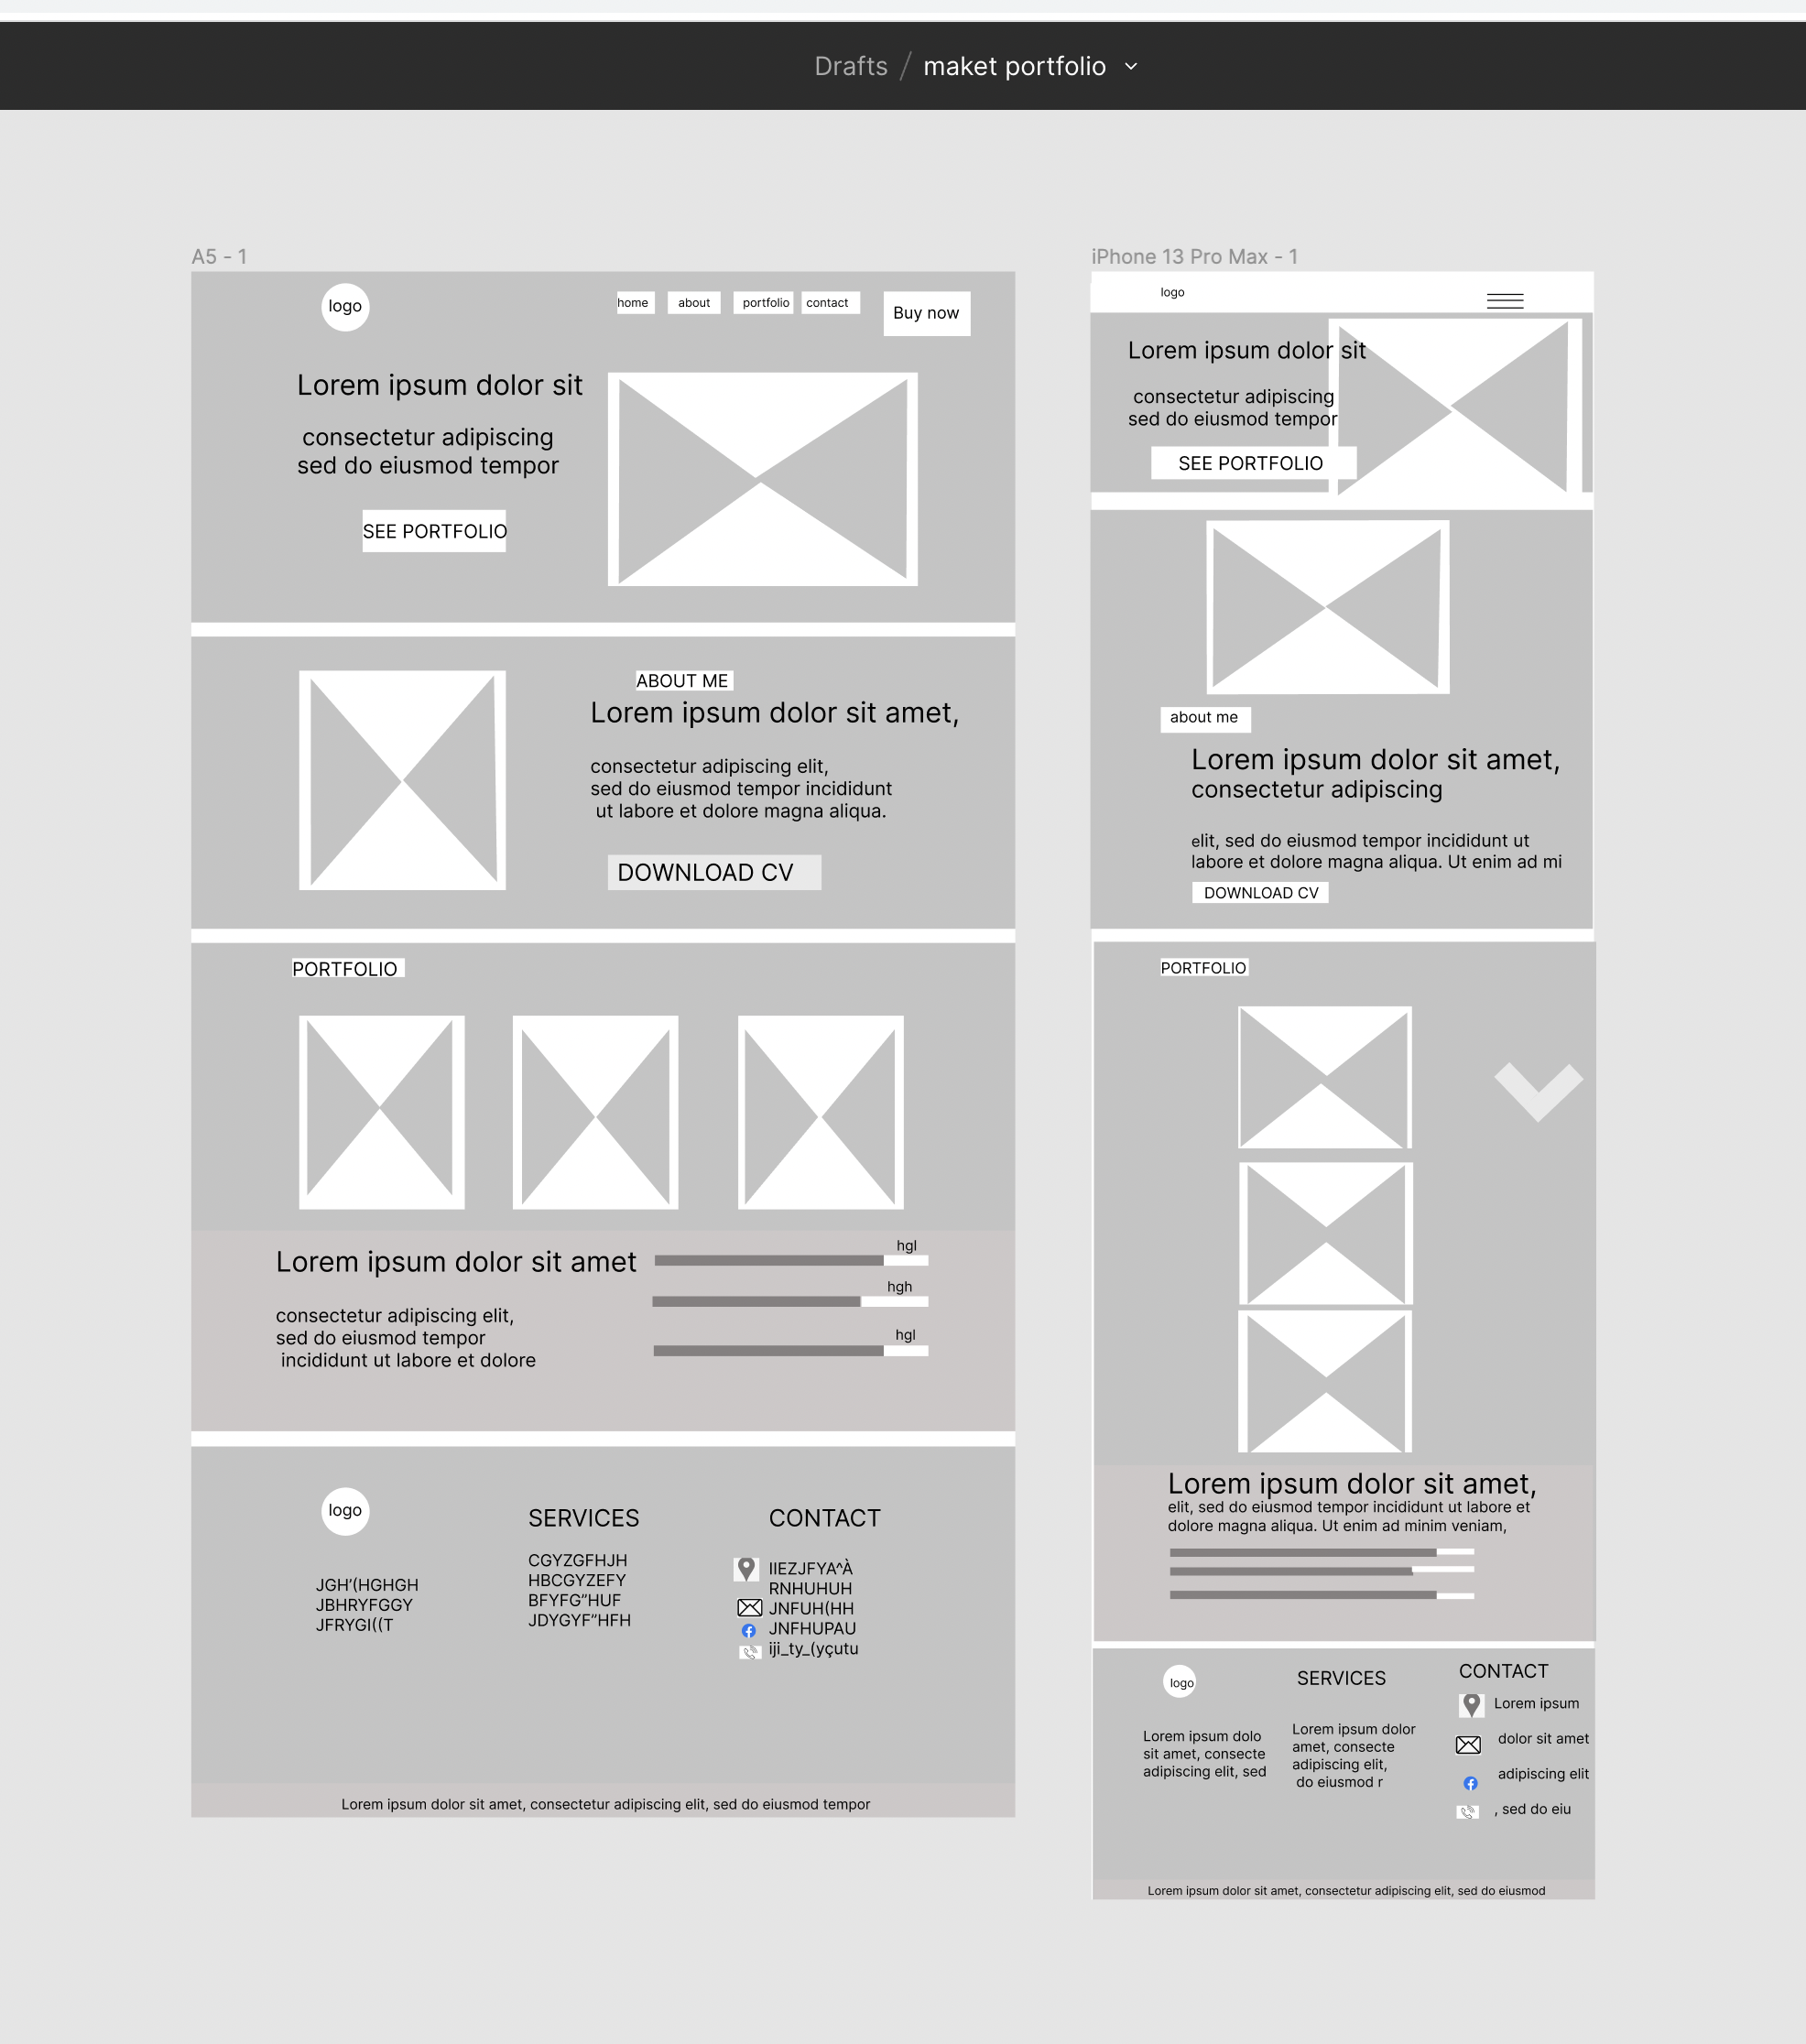 Drafts / maket portfolio
A5 - 1
logo
home about portfolio contact
Buy now
Lorem ipsum dolor sit
consectetur adipiscing
sed do eiusmod tempor
SEE PORTFOLIO
ABOUT ME
Lorem ipsum dolor sit amet,
consectetur adipiscing elit,
sed do eiusmod tempor incididunt
ut labore et dolore magna aliqua.
DOWNLOAD CV
PORTFOLIO
Lorem ipsum dolor sit amet
consectetur adipiscing elit,
sed do eiusmod tempor
incididunt ut labore et dolore
hgl
hgh
hgl
logo
JGH'(HGHGH
JBHRYFGGY
JFRYGI((T
SERVICES
CGYZGFHJH
HBCGYZEFY
BFYFG"HUF
JDYGYF"HFH
CONTACT
IIEZJFYA^À
RNHUHUH
JNFUH(HH
JNFHUPAU
iji_ty_(yçutu
Lorem ipsum dolor sit amet, consectetur adipiscing elit, sed do eiusmod tempor
iPhone 13 Pro Max - 1
logo
Lorem ipsum dolor sit
consectetur adipiscing
sed do eiusmod tempor
SEE PORTFOLIO
about me
Lorem ipsum dolor sit amet,
consectetur adipiscing
elit, sed do eiusmod tempor incididunt ut
labore et dolore magna aliqua. Ut enim ad mi
DOWNLOAD CV
PORTFOLIO
Lorem ipsum dolor sit amet,
elit, sed do eiusmod tempor incididunt ut labore et
dolore magna aliqua. Ut enim ad minim veniam,
logo
Lorem ipsum dolo
sit amet, consecte
adipiscing elit, sed
SERVICES
Lorem ipsum dolor
amet, consecte
adipiscing elit,
do eiusmod r
CONTACT
Lorem ipsum
dolor sit amet
adipiscing elit
, sed do eiu
Lorem ipsum dolor sit amet, consectetur adipiscing elit, sed do eiusmod